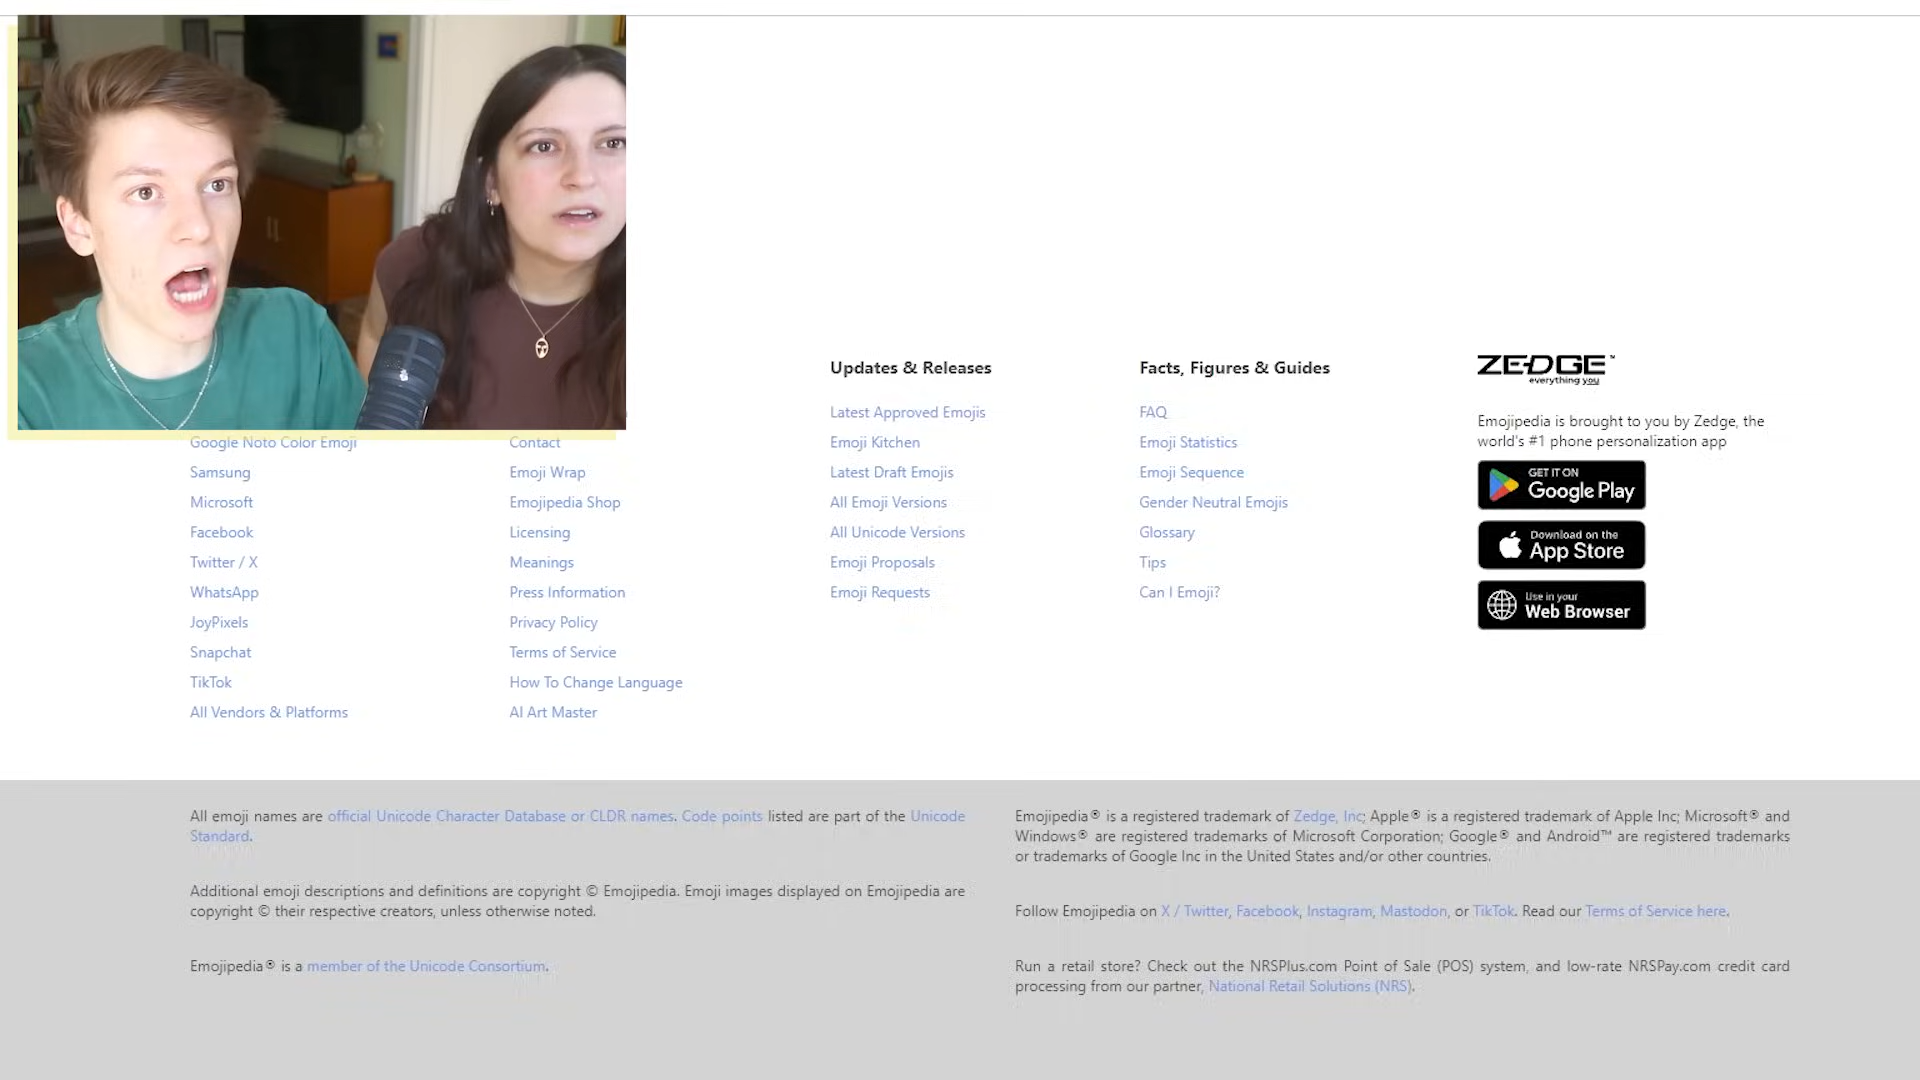 Google Noto Color Emoji
Samsung
Microsoft
Facebook
Twitter / X
WhatsApp
JoyPixels
Snapchat
TikTok
All Vendors & Platforms
Contact
Emoji Wrap
Emojipedia Shop
Licensing
Meanings
Press Information
Privacy Policy
Terms of Service
How To Change Language
AI Art Master
Updates & Releases
Latest Approved Emojis
Emoji Kitchen
Latest Draft Emojis
All Emoji Versions
All Unicode Versions
Emoji Proposals
Emoji Requests
Facts, Figures & Guides
FAQ
Emoji Statistics
Emoji Sequence
Gender Neutral Emojis
Glossary
Tips
Can I Emoji?
ZEDGE™
everything you
Emojipedia is brought to you by Zedge, the
world's #1 phone personalization app
GET IT ON
Google Play
Download on the
App Store
Use in your
Web Browser
All emoji names are official Unicode Character Database or CLDR names. Code points listed are part of the Unicode
Standard.
Additional emoji descriptions and definitions are copyright © Emojipedia. Emoji images displayed on Emojipedia are
copyright © their respective creators, unless otherwise noted.
Emojipedia® is a member of the Unicode Consortium.
Emojipedia® is a registered trademark of Zedge, Inc; Apple® is a registered trademark of Apple Inc; Microsoft® and
Windows® are registered trademarks of Microsoft Corporation; Google® and Android™ are registered trademarks
or trademarks of Google Inc in the United States and/or other countries.
Follow Emojipedia on X / Twitter, Facebook, Instagram, Mastodon, or TikTok. Read our Terms of Service here.
Run a retail store? Check out the NRSPlus.com Point of Sale (POS) system, and low-rate NRSPay.com credit card
processing from our partner, National Retail Solutions (NRS).